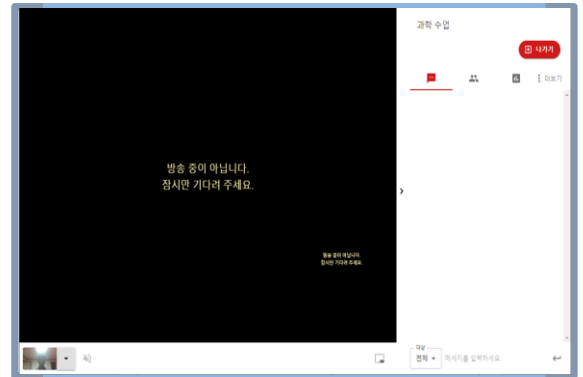 과학 수업
나가기
더보기
방송 중이 아닙니다.
잠시만 기다려 주세요.
방송 중이 아닙니다.
잠시만 기다려 주세요.
대상
전체
메시지를 입력하세요